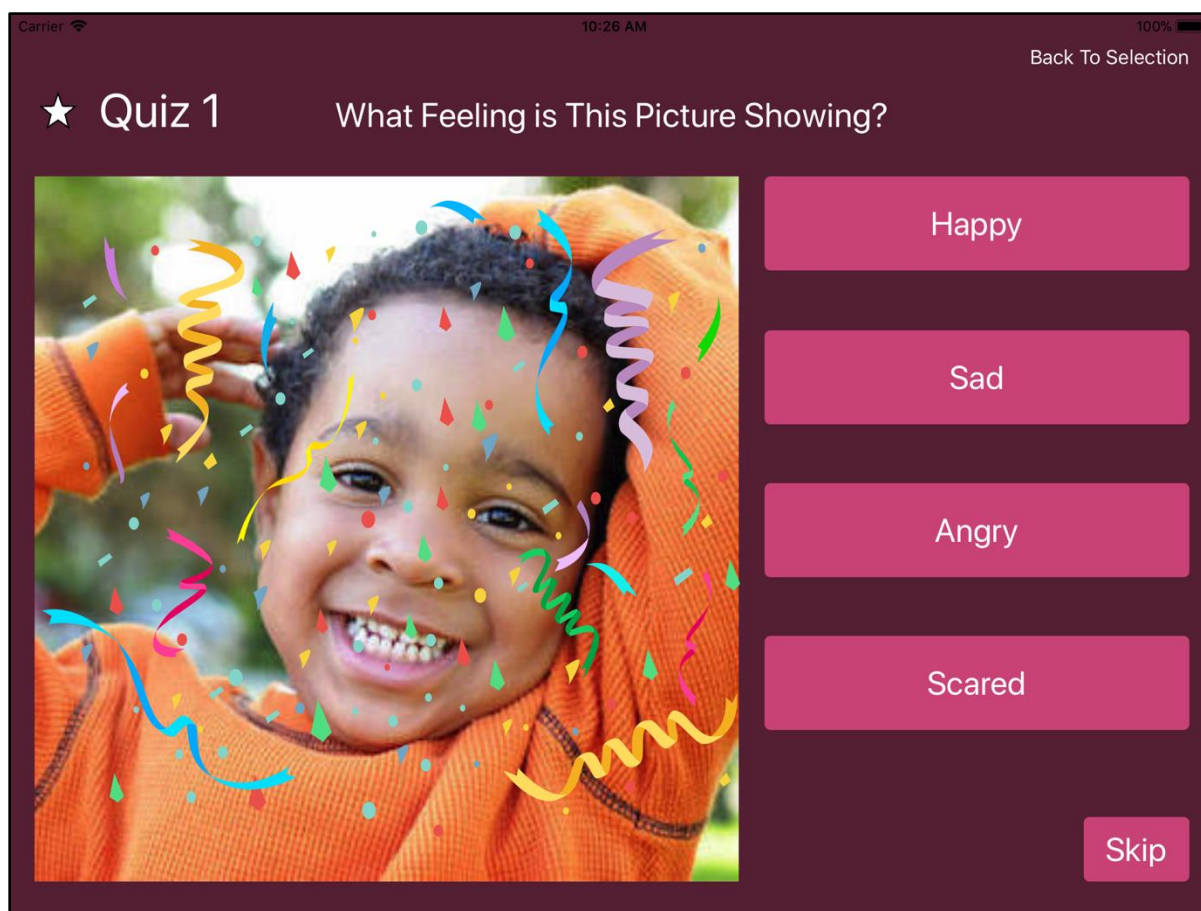 Carrier
10:26 AM
100%
Back To Selection
Quiz 1
What Feeling is This Picture Showing?
Happy
Sad
Angry
Scared
Skip